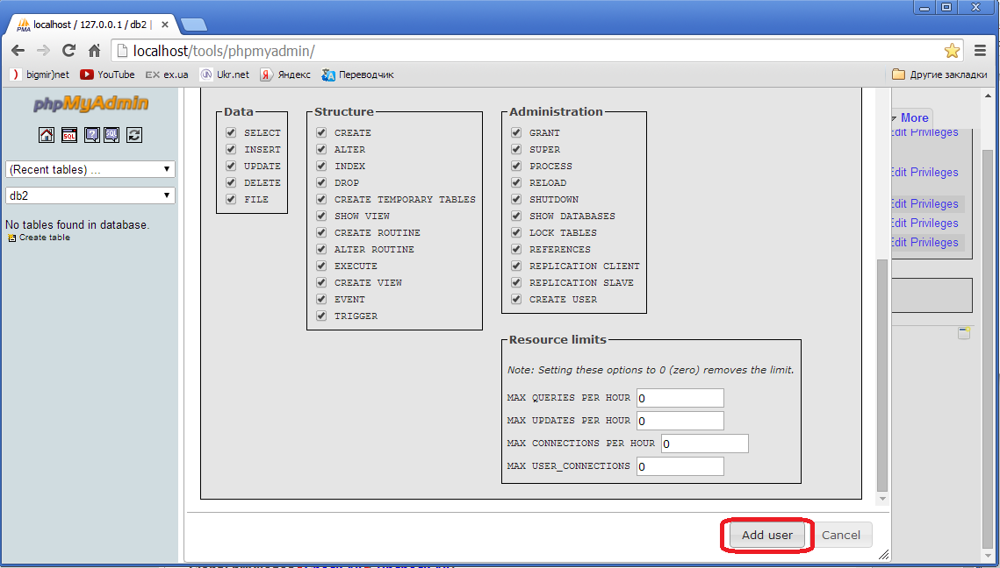 PMA localhost / 127.0.0.1 / db2 |
localhost/tools/phpmyadmin/
bigmir)net YouTube EX ex.ua Ukr.net Яндекс Переводчик Другие закладки
phpMyAdmin
SQL
(Recent tables) ...
db2
No tables found in database.
Create table
Data
SELECT
INSERT
UPDATE
DELETE
FILE
Structure
CREATE
ALTER
INDEX
DROP
CREATE TEMPORARY TABLES
SHOW VIEW
CREATE ROUTINE
ALTER ROUTINE
EXECUTE
CREATE VIEW
EVENT
TRIGGER
Administration
GRANT
SUPER
PROCESS
RELOAD
SHUTDOWN
SHOW DATABASES
LOCK TABLES
REFERENCES
REPLICATION CLIENT
REPLICATION SLAVE
CREATE USER
Resource limits
Note: Setting these options to 0 (zero) removes the limit.
MAX QUERIES PER HOUR 0
MAX UPDATES PER HOUR 0
MAX CONNECTIONS PER HOUR 0
MAX USER_CONNECTIONS 0
Add user Cancel
More
Edit Privileges
Edit Privileges
Edit Privileges
Edit Privileges
Edit Privileges